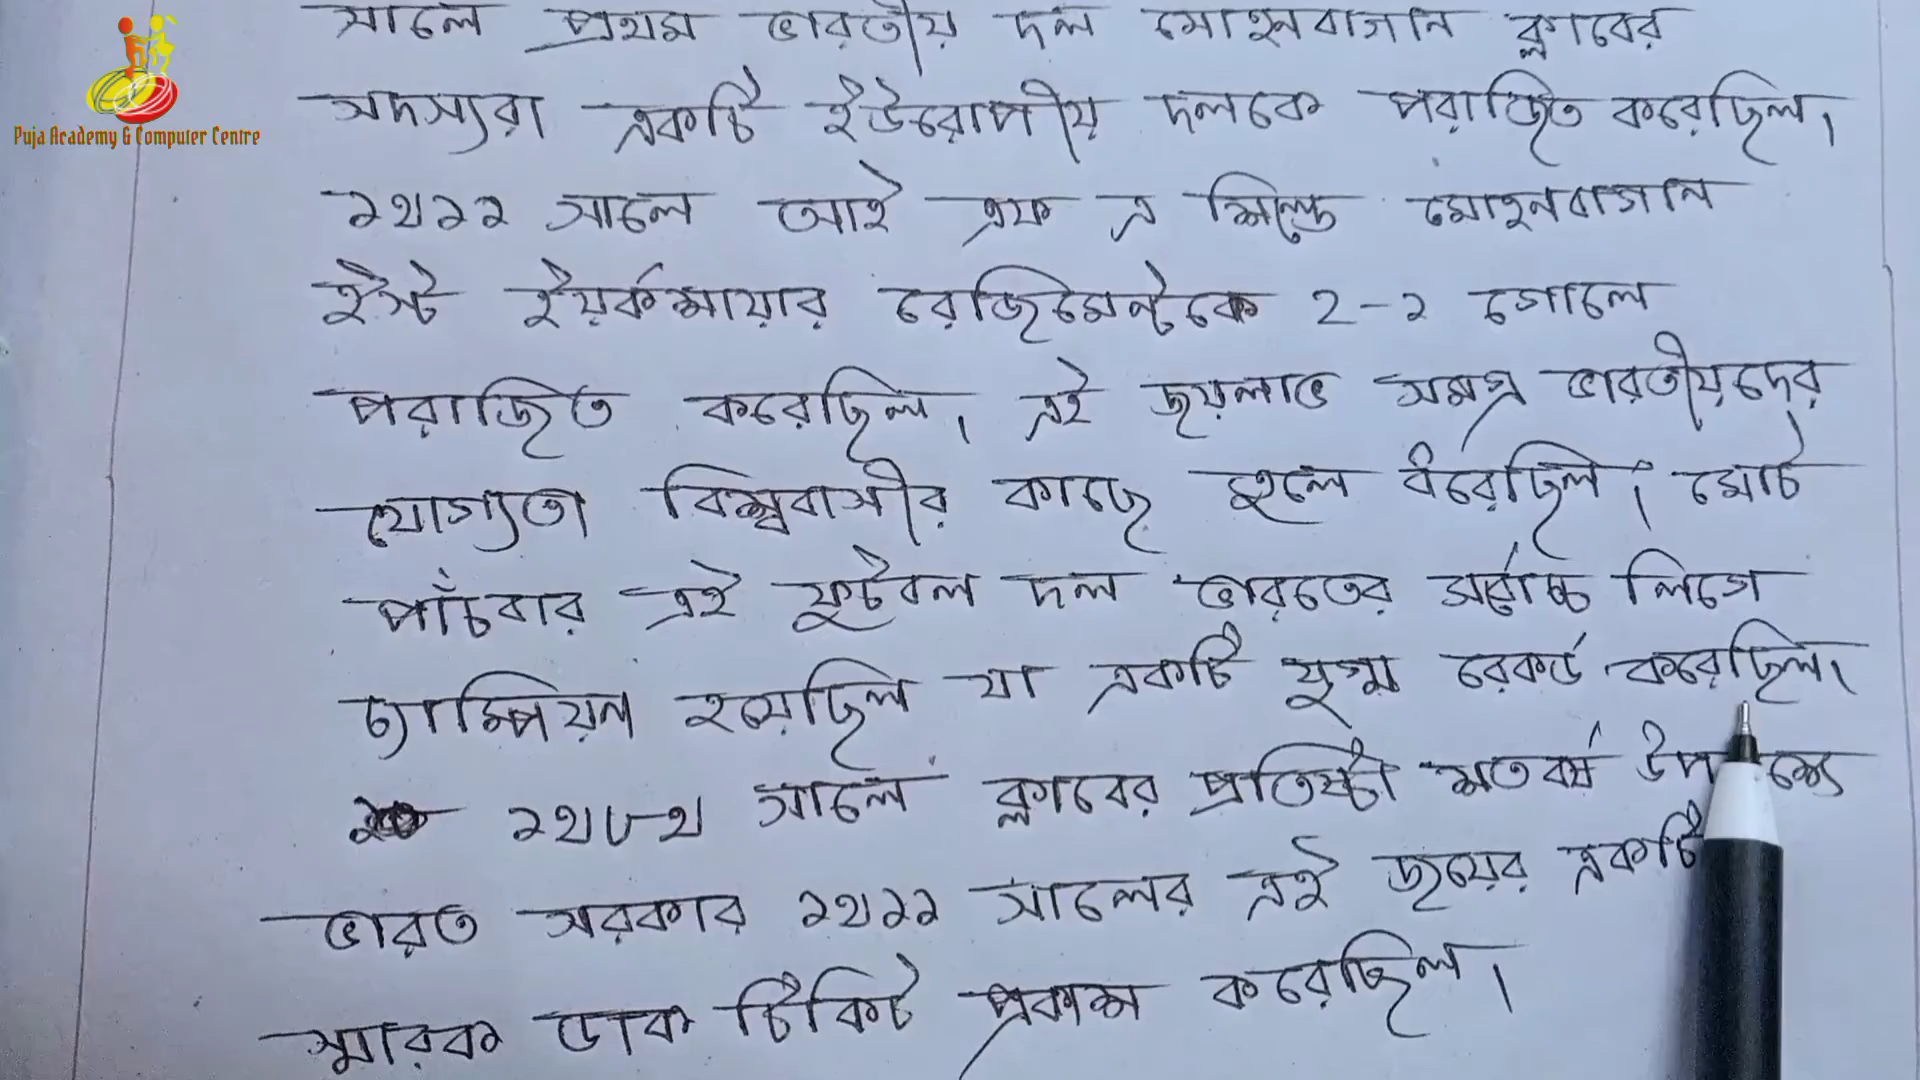 সালে প্রথম ভারতীয় দল মোহনবাগান ক্লাবের
Puja Academy & Computer Centre
সদস্যরা একটি ইউরোপীয় দলকে পরাজিত করেছিল।
১৯১১ সালে আই এফ এ শিল্ডে মোহনবাগান
ইস্ট ইয়র্কশায়ার রেজিমেন্টকে ২-১ গোলে
পরাজিত করেছিল। এই জয়লাভ সমগ্র ভারতীয়দের
যোগ্যতা বিশ্ববাসীর কাছে তুলে ধরেছিল। মোট
পাঁচবার এই ফুটবল দল ভারতের সর্বোচ্চ লিগে
চ্যাম্পিয়ন হয়েছিল যা একটি যুগ্ম রেকর্ড করেছিল।
১৯৮৯ সালে ক্লাবের প্রতিষ্ঠা শতবর্ষ
ভারত সরকার ১৯১১ সালের এই জয়ের একটি
স্মারক ডাক টিকিট প্রকাশ করেছিল।